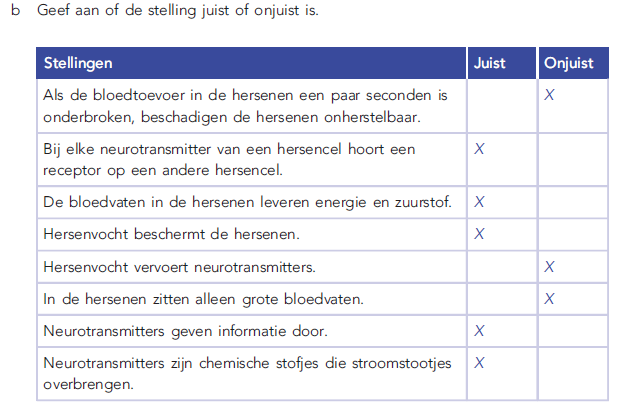 b Geef aan of de stelling juist of onjuist is.
Stellingen Juist Onjuist
Als de bloedtoevoer in de hersenen een paar seconden is X
onderbroken, beschadigen de hersenen onherstelbaar.
Bij elke neurotransmitter van een hersencel hoort een X
receptor op een andere hersencel.
De bloedvaten in de hersenen leveren energie en zuurstof. X
Hersenvocht beschermt de hersenen. X
Hersenvocht vervoert neurotransmitters. X
In de hersenen zitten alleen grote bloedvaten. X
Neurotransmitters geven informatie door. X
Neurotransmitters zijn chemische stofjes die stroomstootjes X
overbrengen.